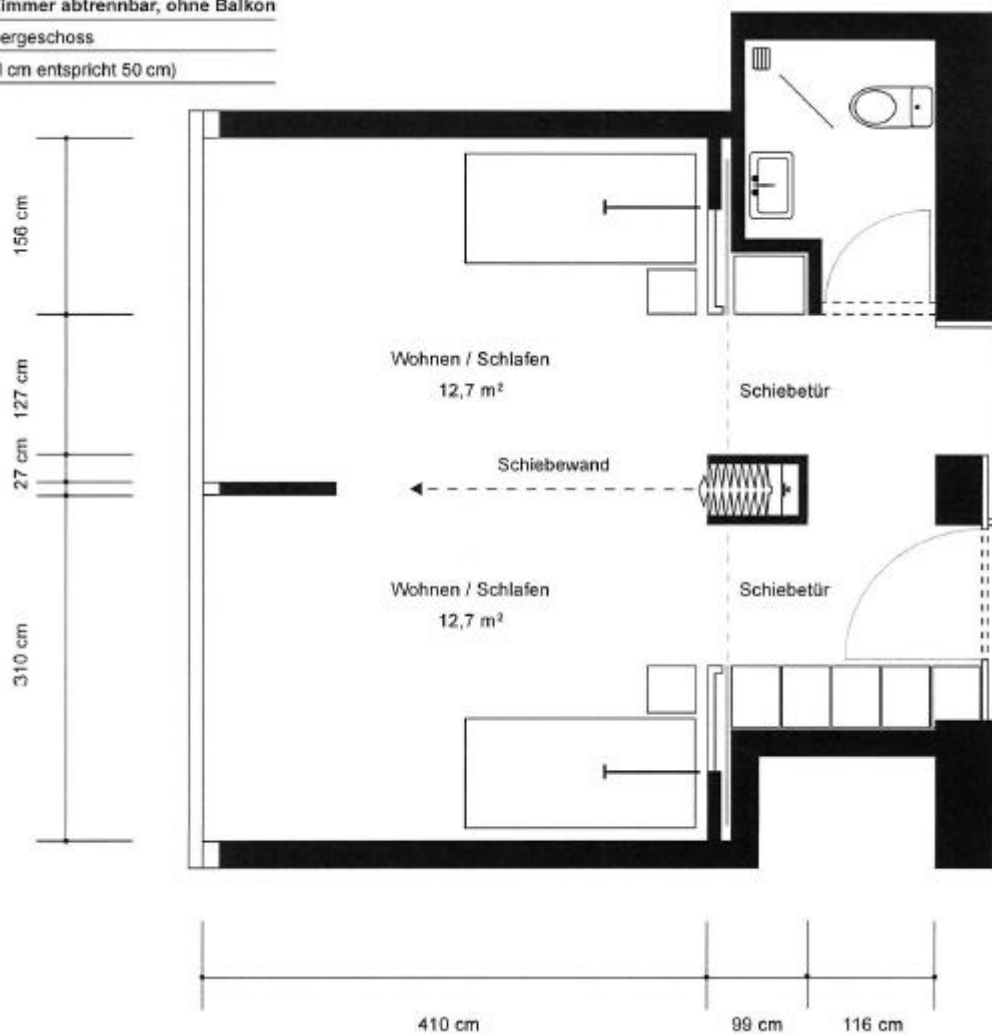 immer abtrennbar, ohne Balkon
ergeschoss
cm entspricht 50 cm)
156 cm
127 cm
27 cm
310 cm
Wohnen / Schlafen
12,7 m²
Schiebetür
Schiebewand
Wohnen / Schlafen
12,7 m²
Schiebetür
410 cm
99 cm
116 cm